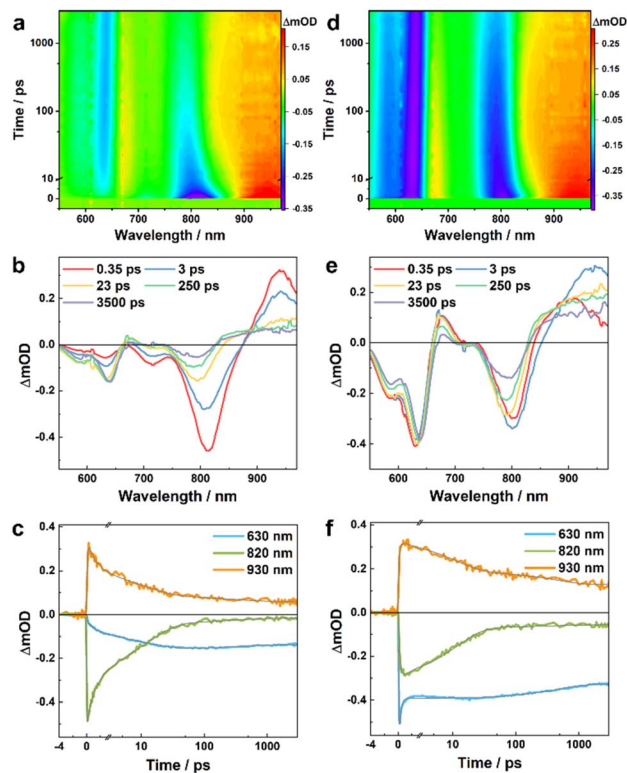 a
ΔmOD
Time / ps
1000
100
10
0
0.15
0.05
-0.05
-0.15
-0.25
-0.35
600 700 800 900
Wavelength / nm
d
ΔmOD
Time / ps
1000
100
10
0
0.25
0.15
0.05
-0.05
-0.15
-0.25
-0.35
600 700 800 900
Wavelength / nm
b
0.35 ps 3 ps
23 ps 250 ps
3500 ps
ΔmOD
0.2
0.0
-0.2
-0.4
600 700 800 900
Wavelength / nm
e
0.35 ps 3 ps
23 ps 250 ps
3500 ps
ΔmOD
0.2
0.0
-0.2
-0.4
600 700 800 900
Wavelength / nm
c
630 nm
820 nm
930 nm
ΔmOD
0.4
0.2
0.0
-0.2
-0.4
-4 0 10 100 1000
Time / ps
f
630 nm
820 nm
930 nm
ΔmOD
0.4
0.2
0.0
-0.2
-0.4
-4 0 10 100 1000
Time / ps